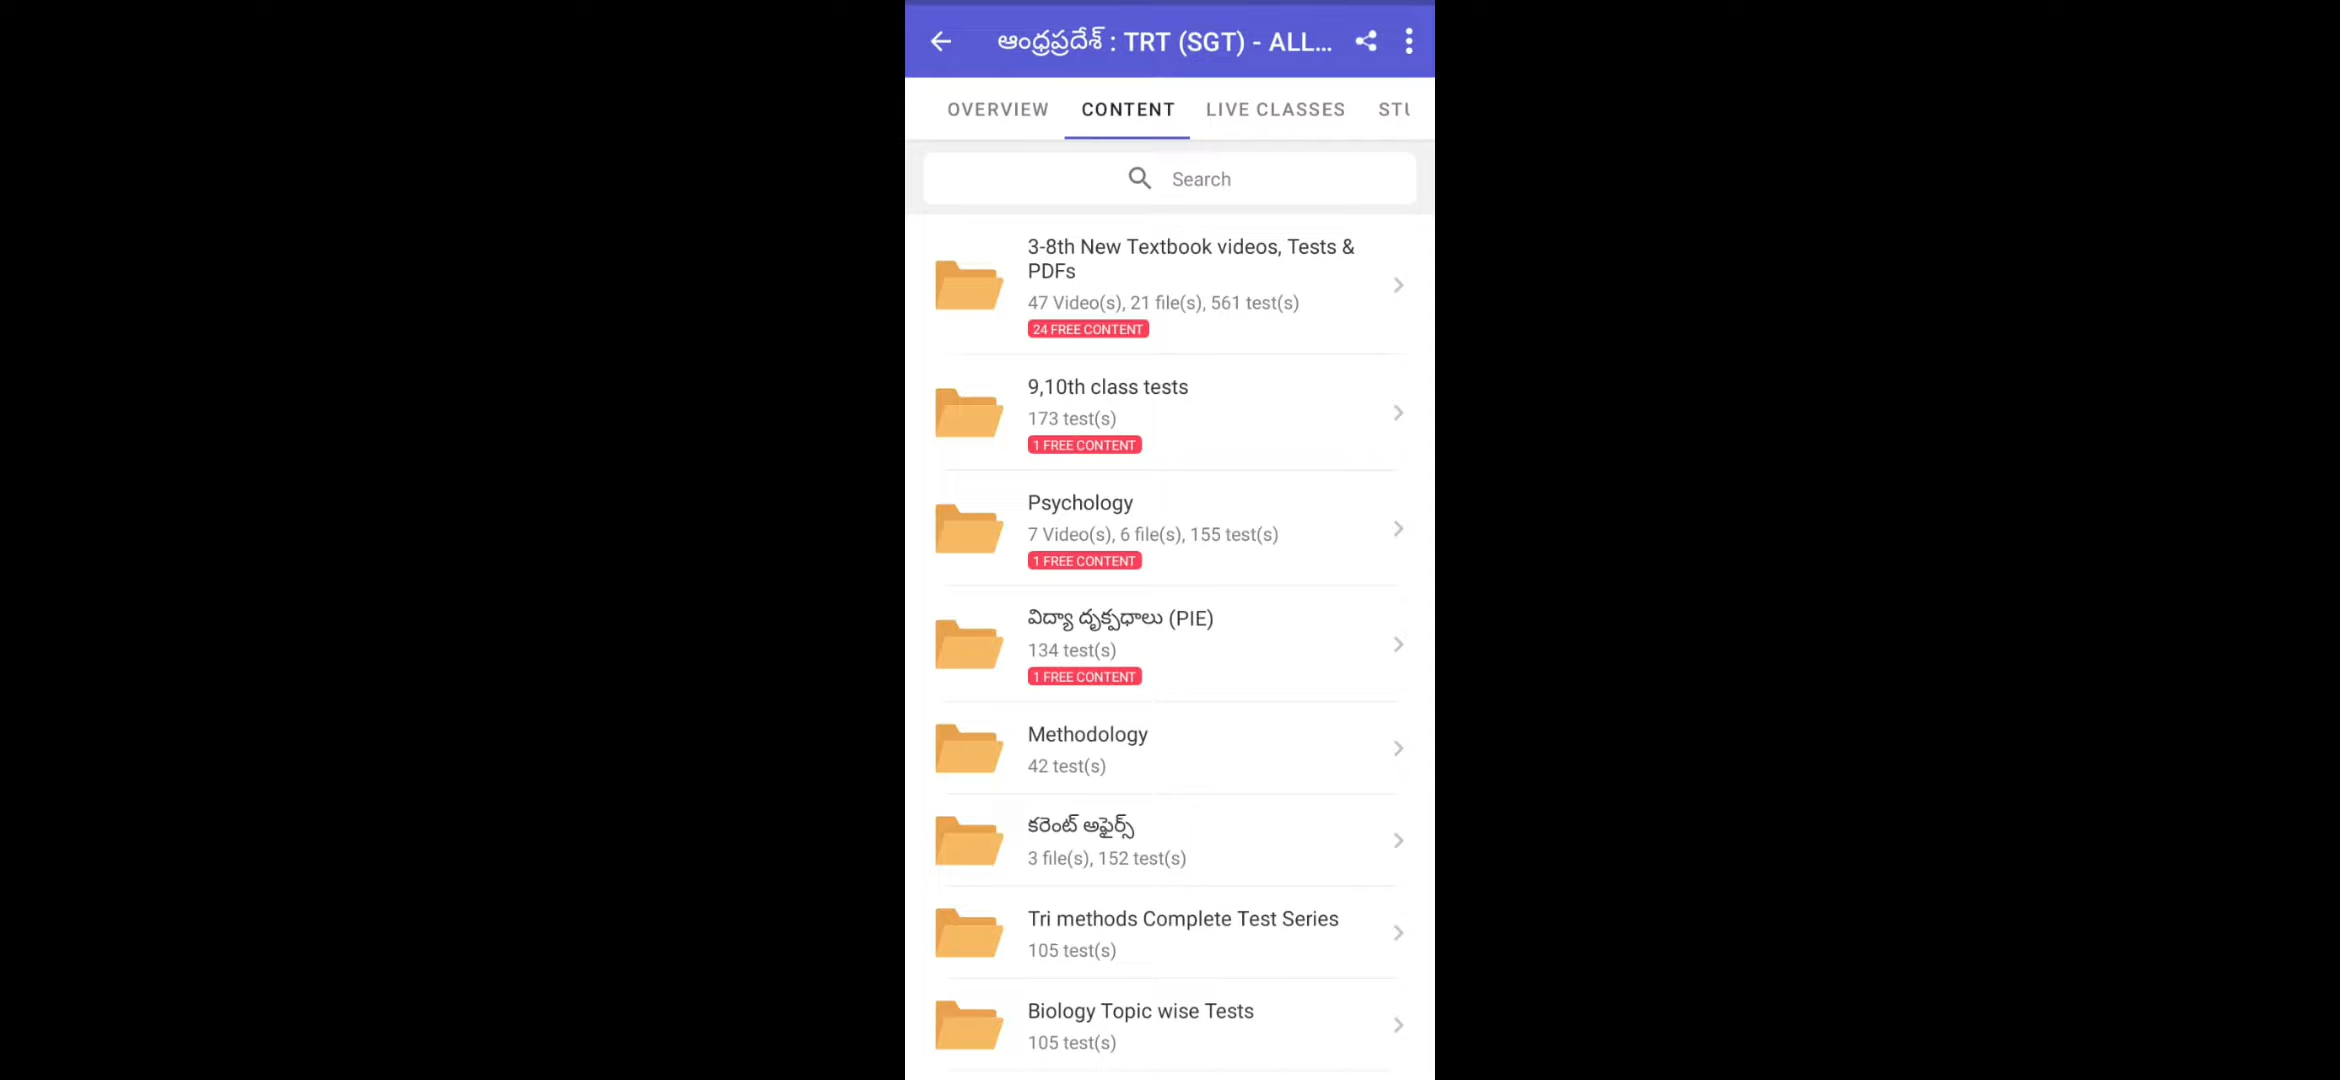 ఆంధ్రప్రదేశ్ : TRT (SGT) - ALL...
OVERVIEW CONTENT LIVE CLASSES STU
Search
3-8th New Textbook videos, Tests &
PDFs
47 Video(s), 21 file(s), 561 test(s)
24 FREE CONTENT
9,10th class tests
173 test(s)
1 FREE CONTENT
Psychology
7 Video(s), 6 file(s), 155 test(s)
1 FREE CONTENT
విద్యా దృక్పధాలు (PIE)
134 test(s)
1 FREE CONTENT
Methodology
42 test(s)
కరెంట్ అఫైర్స్
3 file(s), 152 test(s)
Tri methods Complete Test Series
105 test(s)
Biology Topic wise Tests
105 test(s)